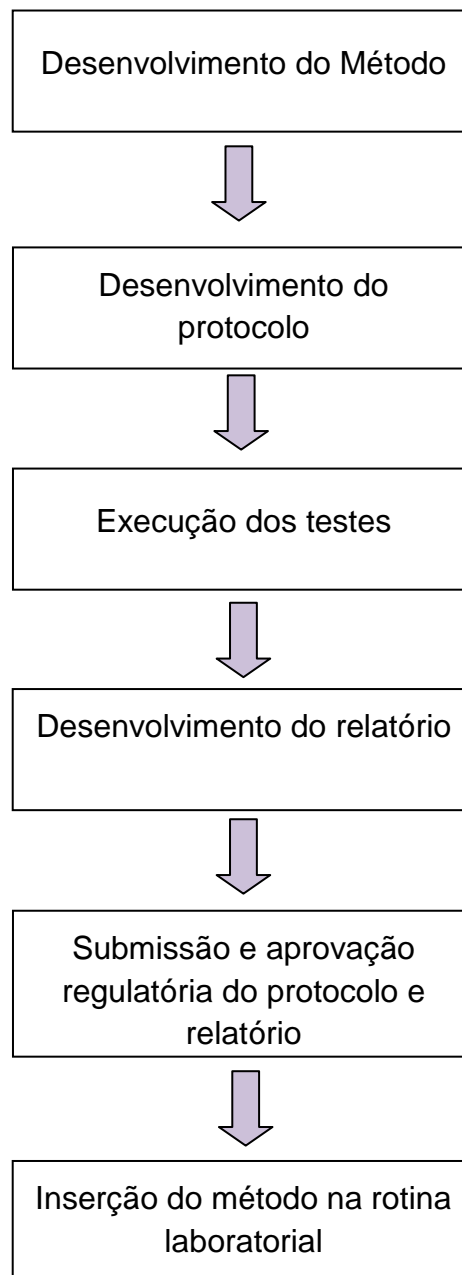 Desenvolvimento do Método
Desenvolvimento do
protocolo
Execução dos testes
Desenvolvimento do relatório
Submissão e aprovação
regulatória do protocolo e
relatório
Inserção do método na rotina
laboratorial